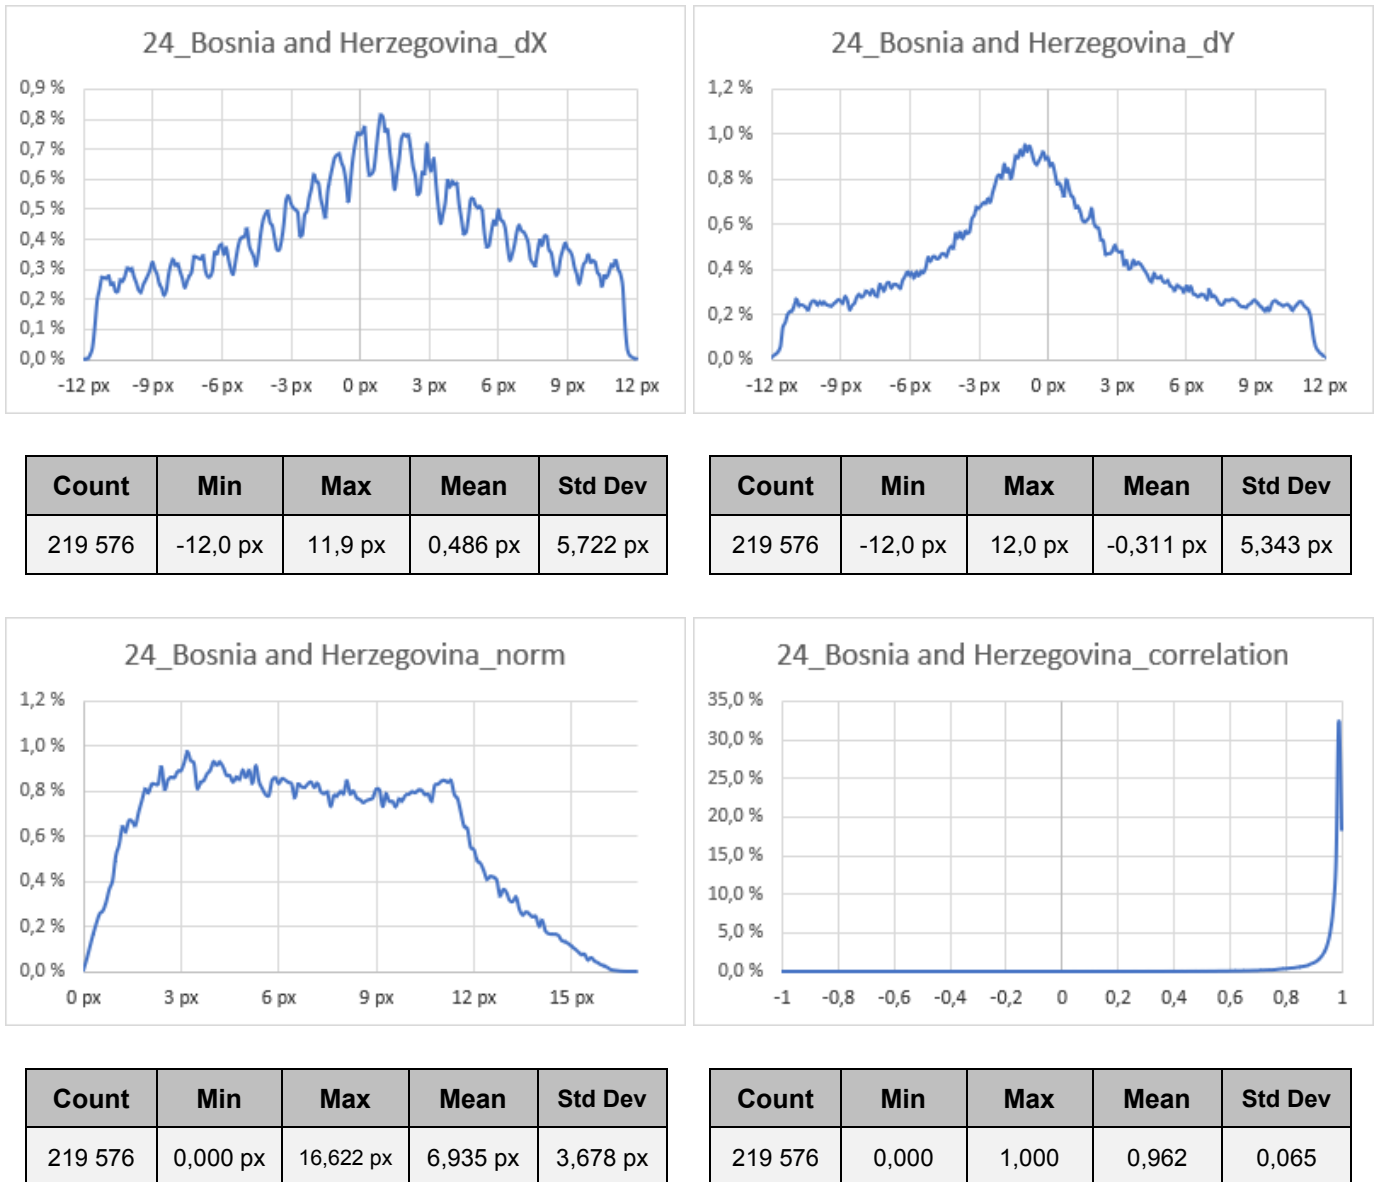 24_Bosnia and Herzegovina_dX
0,9 %
0,8 %
0,7 %
0,6 %
0,5 %
0,4 %
0,3 %
0,2 %
0,1 %
0,0 %
-12 px -9 px -6 px -3 px 0 px 3 px 6 px 9 px 12 px
24_Bosnia and Herzegovina_dY
1,2 %
1,0 %
0,8 %
0,6 %
0,4 %
0,2 %
0,0 %
-12 px -9 px -6 px -3 px 0 px 3 px 6 px 9 px 12 px
Count Min Max Mean Std Dev
219 576 -12,0 px 11,9 px 0,486 px 5,722 px
Count Min Max Mean Std Dev
219 576 -12,0 px 12,0 px -0,311 px 5,343 px
24_Bosnia and Herzegovina_norm
1,2 %
1,0 %
0,8 %
0,6 %
0,4 %
0,2 %
0,0 %
0 px 3 px 6 px 9 px 12 px 15 px
24_Bosnia and Herzegovina_correlation
35,0 %
30,0 %
25,0 %
20,0 %
15,0 %
10,0 %
5,0 %
0,0 %
-1 -0,8 -0,6 -0,4 -0,2 0 0,2 0,4 0,6 0,8 1
Count Min Max Mean Std Dev
219 576 0,000 px 16,622 px 6,935 px 3,678 px
Count Min Max Mean Std Dev
219 576 0,000 1,000 0,962 0,065